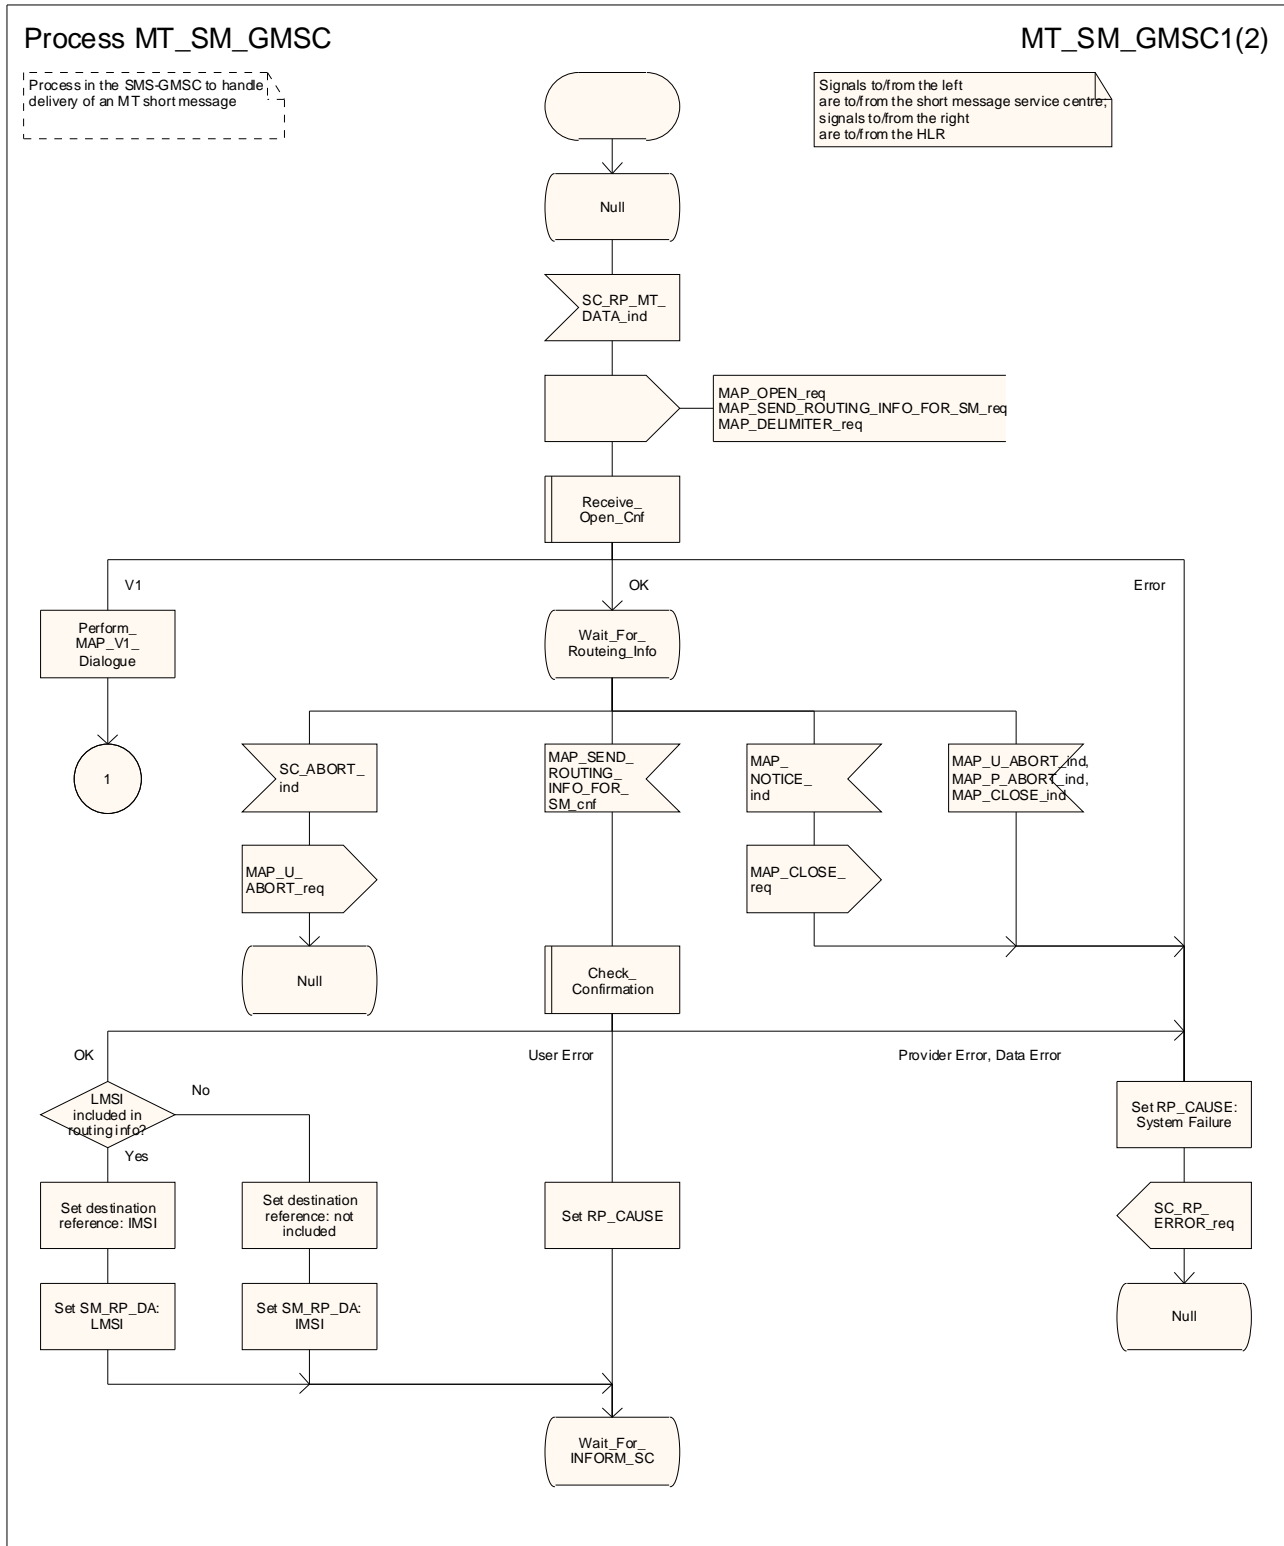 Process MT_SM_GMSC
MT_SM_GMSC1(2)
Process in the SMS-GMSC to handle
delivery of an MT short message
Signals to/from the left
are to/from the short message service centre;
signals to/from the right
are to/from the HLR
Null
SC_RP_MT_
DATA_ind
MAP_OPEN_req
MAP_SEND_ROUTING_INFO_FOR_SM_req
MAP_DELIMITER_req
Receive_
Open_Cnf
V1
OK
Error
Perform_
MAP_V1_
Dialogue
Wait_For_
Routeing_Info
1
SC_ABORT_
ind
MAP_SEND_
ROUTING_
INFO_FOR_
SM_cnf
MAP_
NOTICE_
ind
MAP_U_ABORT_ind,
MAP_P_ABORT_ind,
MAP_CLOSE_ind
MAP_U_
ABORT_req
MAP_CLOSE_
req
Null
Check_
Confirmation
OK
User Error
Provider Error, Data Error
LMSI
included in
routing info?
No
Yes
Set RP_CAUSE:
System Failure
Set destination
reference: IMSI
Set destination
reference: not
included
Set RP_CAUSE
SC_RP_
ERROR_req
Set SM_RP_DA:
LMSI
Set SM_RP_DA:
IMSI
Null
Wait_For_
INFORM_SC